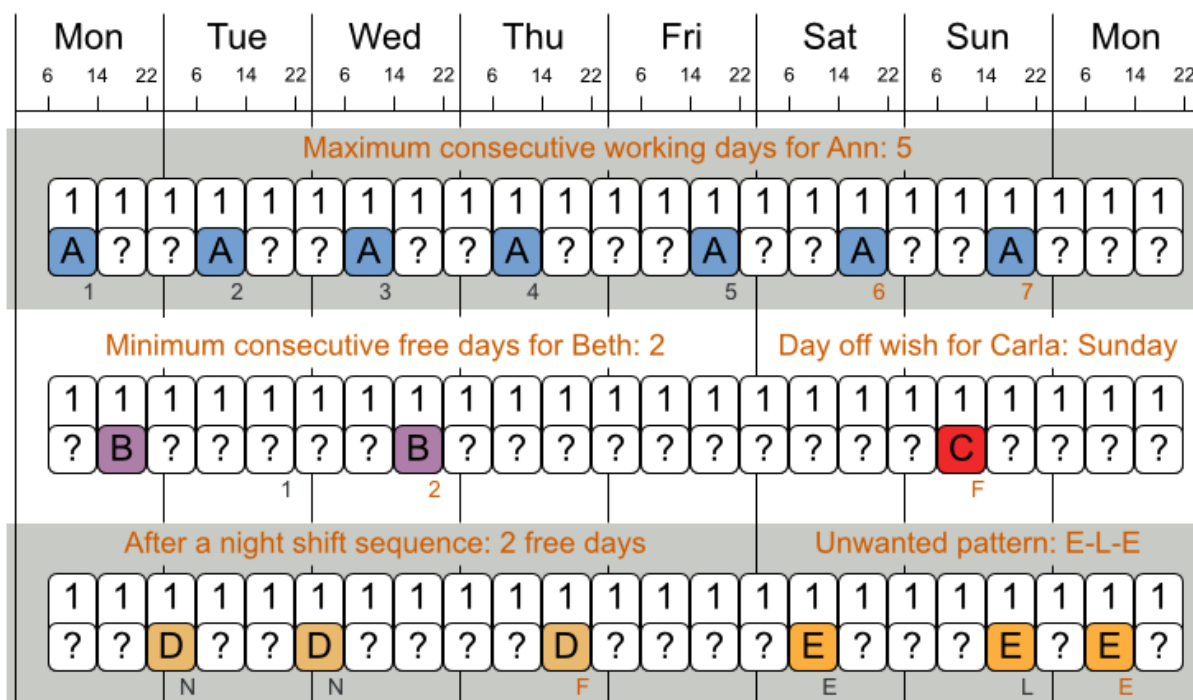 Mon Tue Wed Thu Fri Sat Sun Mon
6 14 22 6 14 22 6 14 22 6 14 22 6 14 22 6 14 22 6 14 22 6 14 22
Maximum consecutive working days for Ann: 5
1 1 1 1 1 1 1 1 1 1 1 1 1 1 1 1 1 1 1 1 1 1 1
A ? ? A ? ? A ? ? A ? ? ? A ? ? A ? ? A ? ? ?
1 2 3 4 5 6 7
Minimum consecutive free days for Beth: 2 Day off wish for Carla: Sunday
1 1 1 1 1 1 1 1 1 1 1 1 1 1 1 1 1 1 1 1 1 1 1
? B ? ? ? ? ? B ? ? ? ? ? ? ? ? ? ? C ? ? ? ?
1 2 F
After a night shift sequence: 2 free days Unwanted pattern: E-L-E
1 1 1 1 1 1 1 1 1 1 1 1 1 1 1 1 1 1 1 1 1 1 1
? ? D ? ? D ? ? ? ? D ? ? ? ? E ? ? ? E ? E ?
N N F E L E